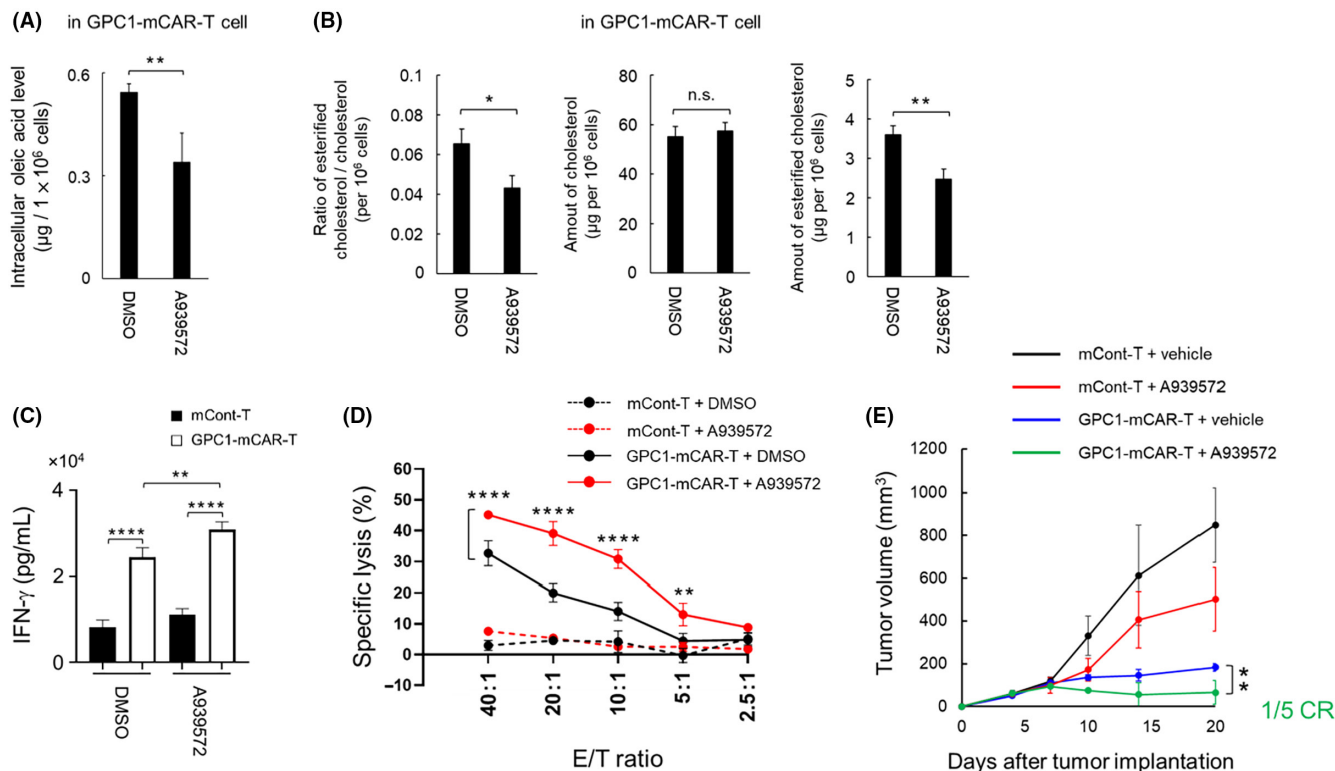 (A) in GPC1-mCAR-T cell
Intracellular oleic acid level
(µg / 1 × 10⁶ cells)
0.6
0.3
0
**
DMSO
A939572
(B) in GPC1-mCAR-T cell
Ratio of esterified
cholesterol / cholesterol
(per 10⁶ cells)
0.1
0.08
0.06
0.04
0.02
0
*
DMSO
A939572
Amout of cholesterol
(µg per 10⁶ cells)
80
60
40
20
0
n.s.
DMSO
A939572
Amout of esterified cholesterol
(µg per 10⁶ cells)
5
4
3
2
1
0
**
DMSO
A939572
(C)
mCont-T
GPC1-mCAR-T
×10⁴
IFN-γ (pg/mL)
4
2
0
**
****
****
DMSO
A939572
(D)
mCont-T + DMSO
mCont-T + A939572
GPC1-mCAR-T + DMSO
GPC1-mCAR-T + A939572
Specific lysis (%)
60
50
40
30
20
10
0
−10
****
****
****
**
40:1
20:1
10:1
5:1
2.5:1
E/T ratio
mCont-T + vehicle
mCont-T + A939572
GPC1-mCAR-T + vehicle
GPC1-mCAR-T + A939572
(E)
Tumor volume (mm³)
1200
1000
800
600
400
200
0
**
1/5 CR
0 5 10 15 20
Days after tumor implantation